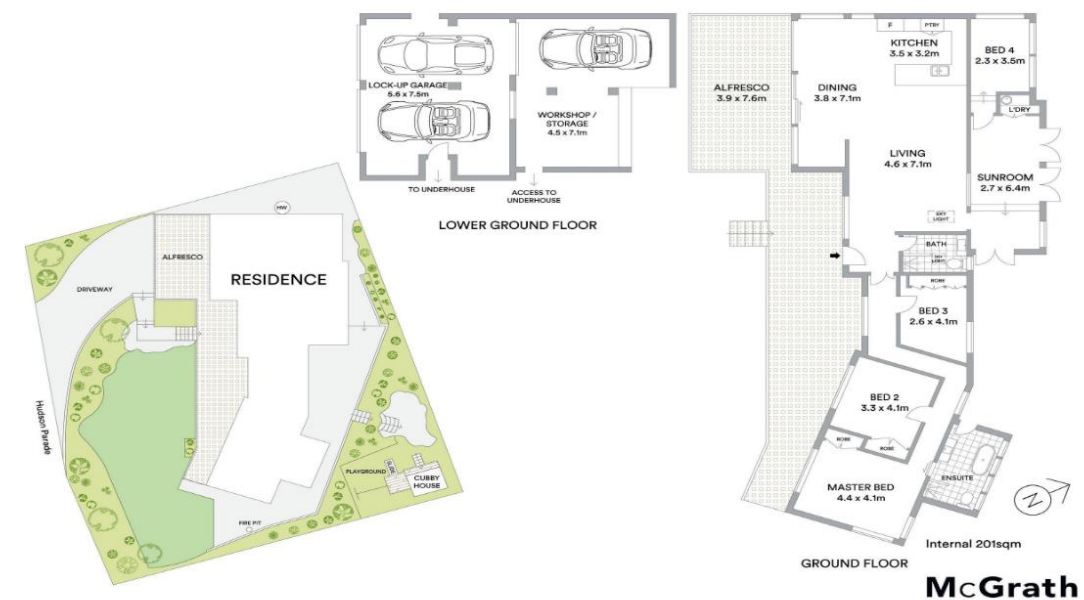 LOCK-UP GARAGE
5.6 x 7.5m
WORKSHOP /
STORAGE
4.5 x 7.1m
TO UNDERHOUSE
ACCESS TO
UNDERHOUSE
LOWER GROUND FLOOR
HW
ALFRESCO
RESIDENCE
DRIVEWAY
Hudson Parade
PLAYGROUND
SLIDE
CUBBY
HOUSE
FIRE PIT
F
PTRY
KITCHEN
3.5 x 3.2m
BED 4
2.3 x 3.5m
ALFRESCO
3.9 x 7.6m
DINING
3.8 x 7.1m
L'DRY
LIVING
4.6 x 7.1m
SUNROOM
2.7 x 6.4m
SKY
LIGHT
BATH
SKY
LIGHT
ROBE
BED 3
2.6 x 4.1m
BED 2
3.3 x 4.1m
ROBE
ROBE
MASTER BED
4.4 x 4.1m
ENSUITE
Z
Internal 201sqm
GROUND FLOOR
McGrath